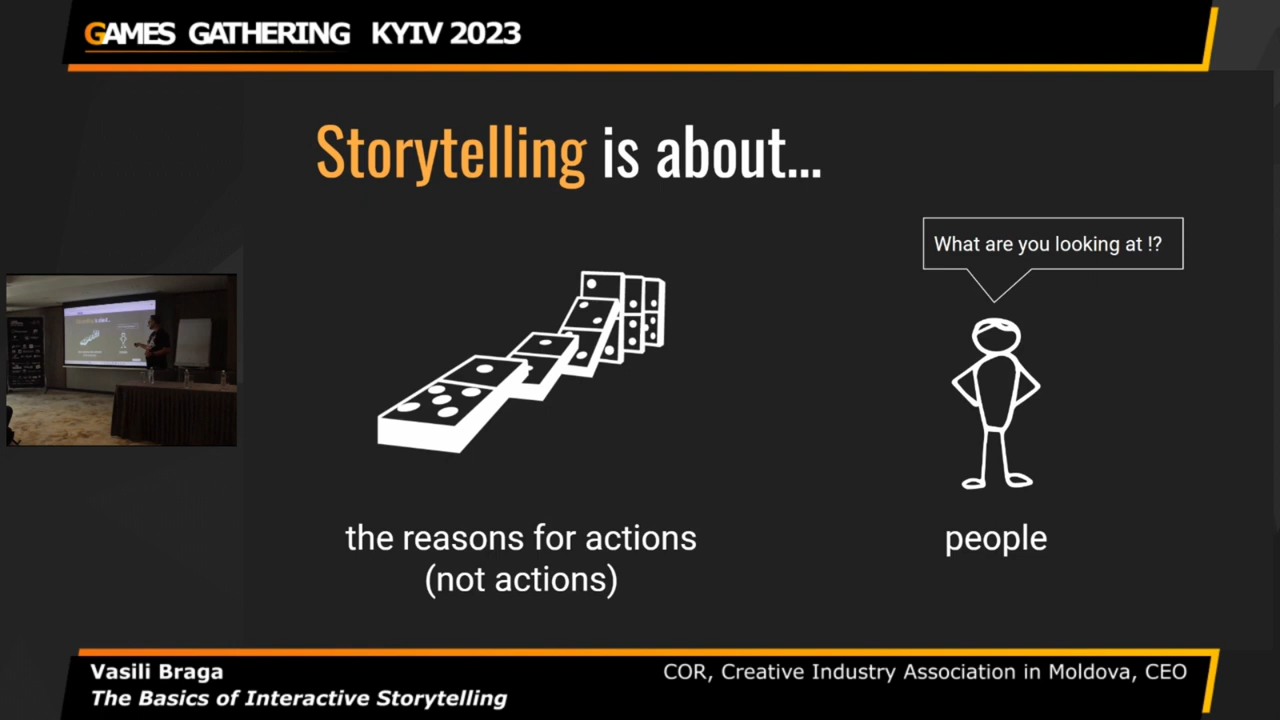 GAMES GATHERING KYIV 2023
Storytelling is about...
What are you looking at !?
the reasons for actions
(not actions)
people
Vasili Braga
The Basics of Interactive Storytelling
COR, Creative Industry Association in Moldova, CEO